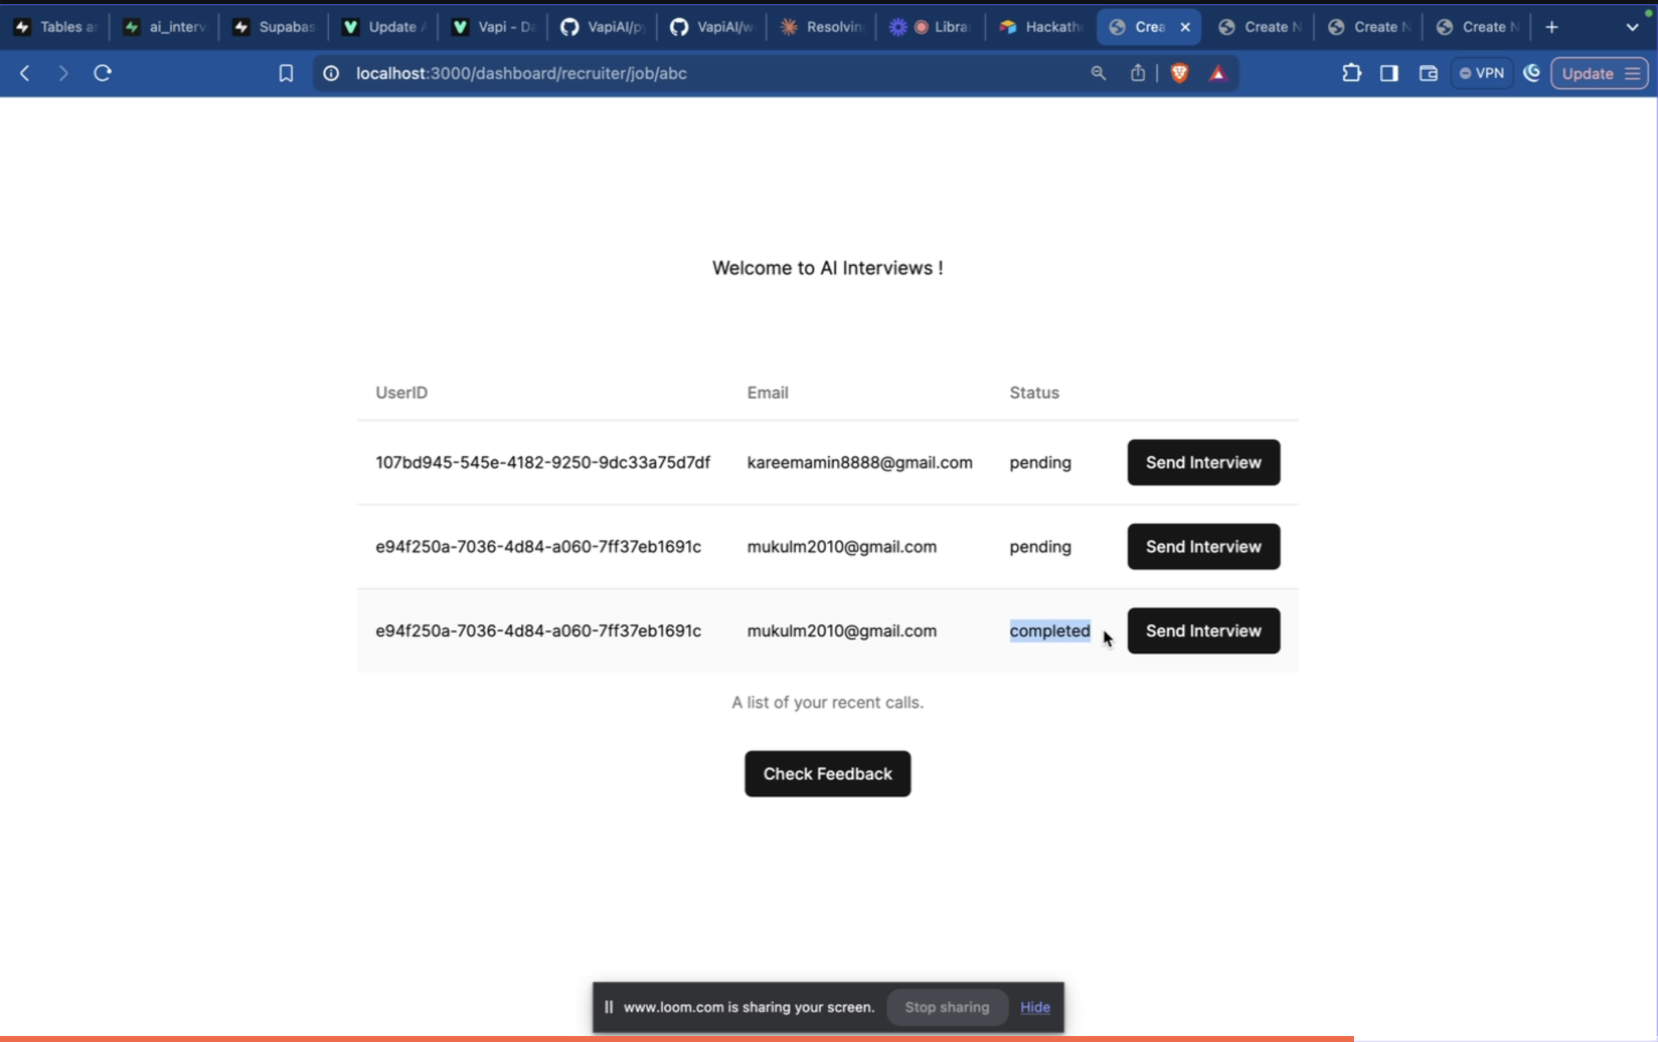 Tables a ai_interv Supabas Update A Vapi - Da VapiAI/py VapiAI/w Resolvin Libra Hackath Crea Create N Create N Create N
localhost:3000/dashboard/recruiter/job/abc VPN Update
Welcome to AI Interviews !
UserID Email Status
107bd945-545e-4182-9250-9dc33a75d7df kareemamin8888@gmail.com pending Send Interview
e94f250a-7036-4d84-a060-7ff37eb1691c mukulm2010@gmail.com pending Send Interview
e94f250a-7036-4d84-a060-7ff37eb1691c mukulm2010@gmail.com completed Send Interview
A list of your recent calls.
Check Feedback
www.loom.com is sharing your screen. Stop sharing Hide